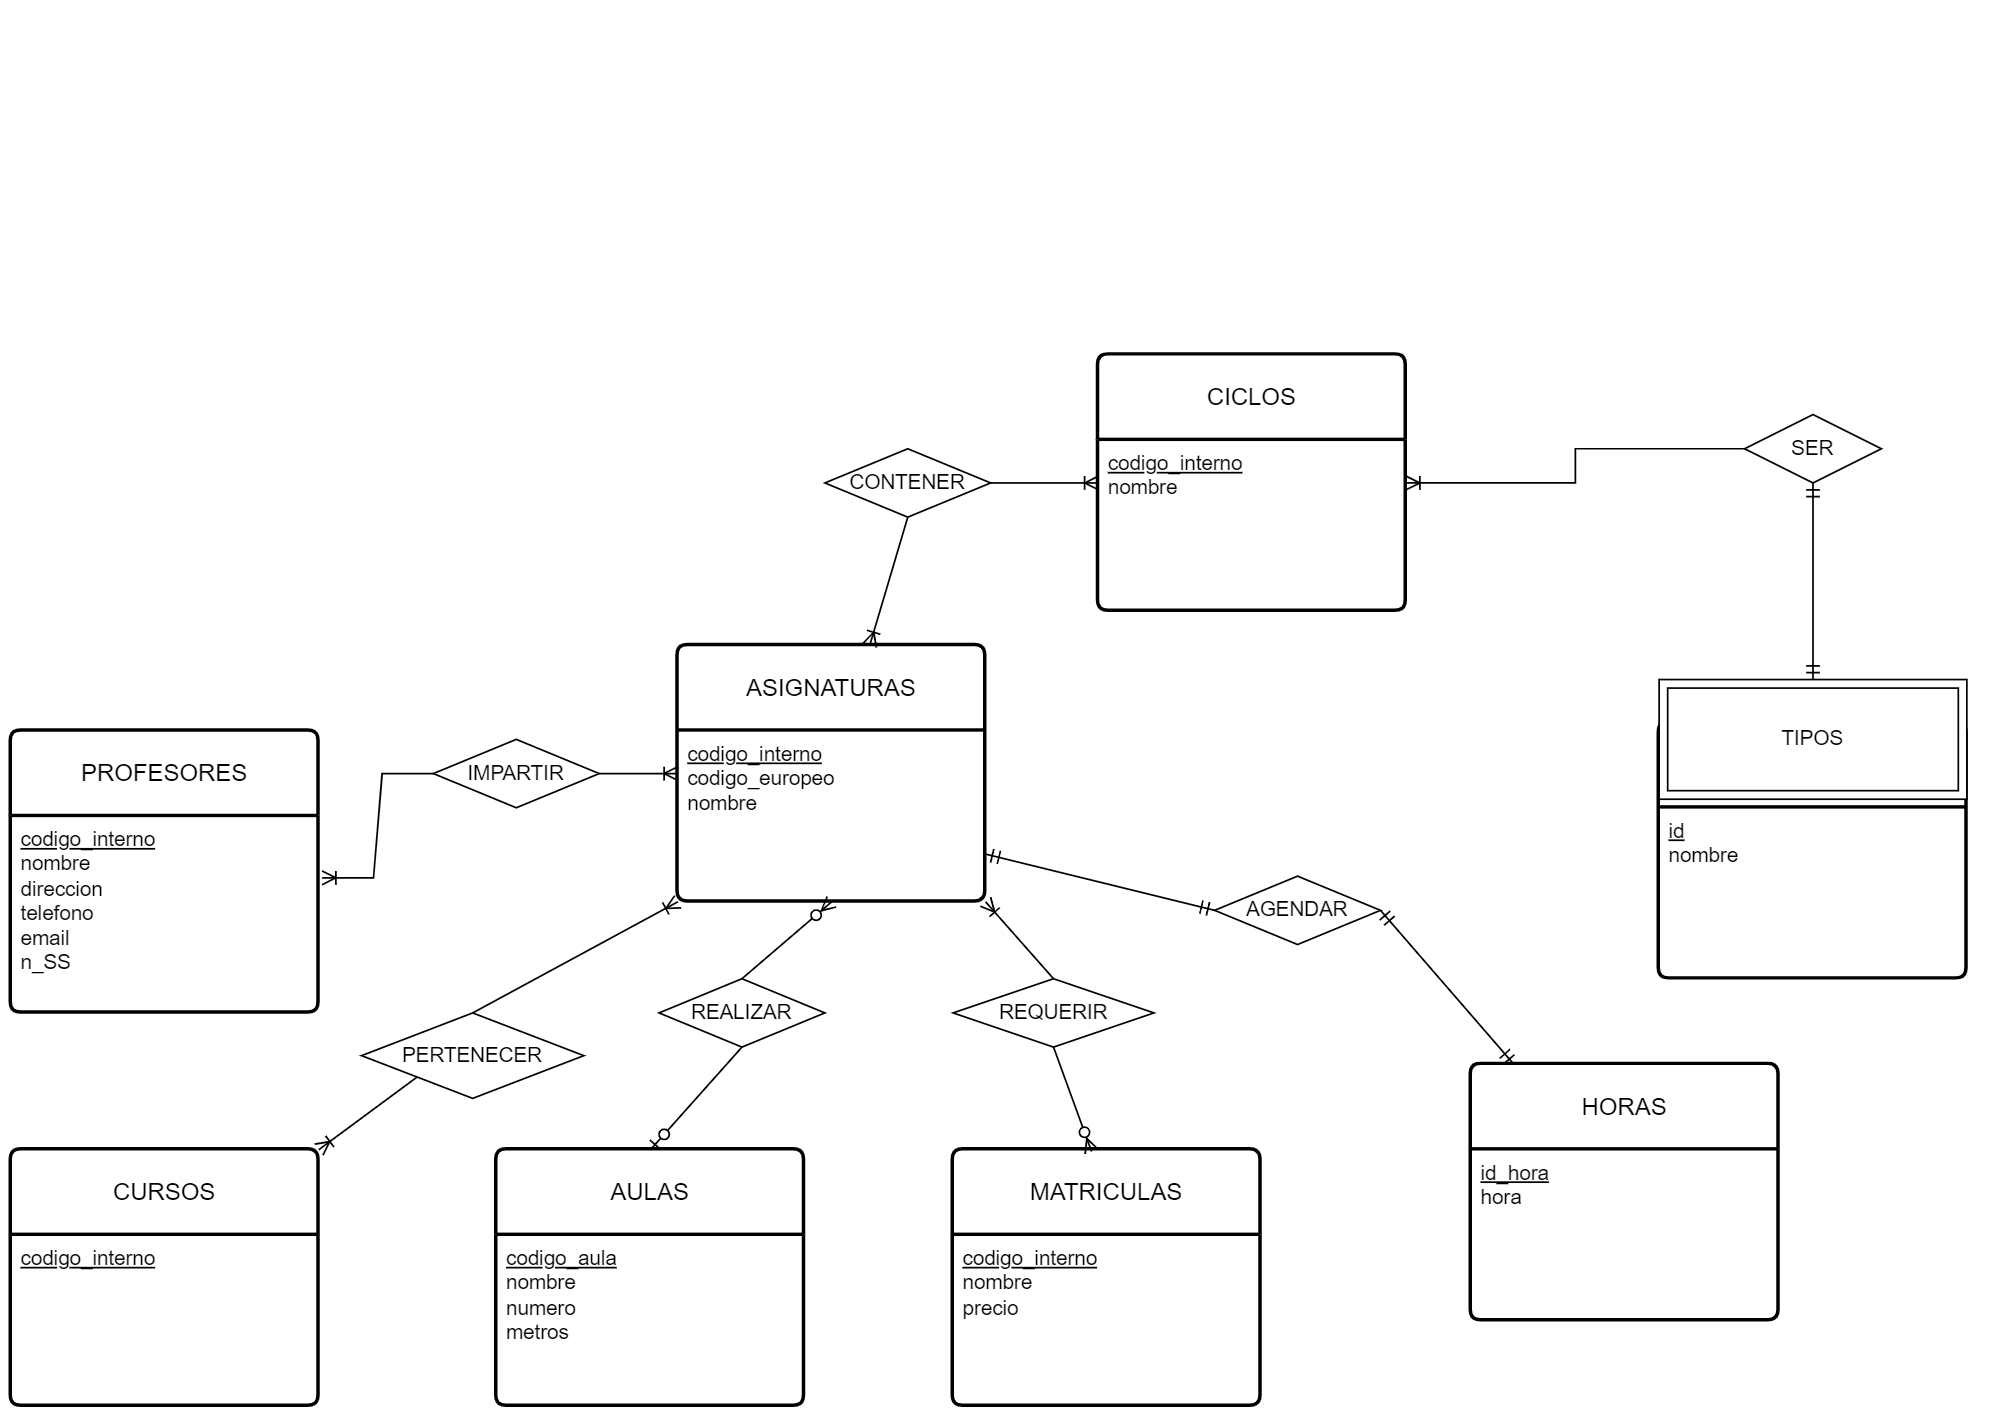 CICLOS
codigo_interno
nombre
SER
CONTENER
ASIGNATURAS
codigo_interno
codigo_europeo
nombre
TIPOS
id
nombre
PROFESORES
codigo_interno
nombre
direccion
telefono
email
n_SS
IMPARTIR
AGENDAR
PERTENECER
REALIZAR
REQUERIR
HORAS
id_hora
hora
CURSOS
codigo_interno
AULAS
codigo_aula
nombre
numero
metros
MATRICULAS
codigo_interno
nombre
precio